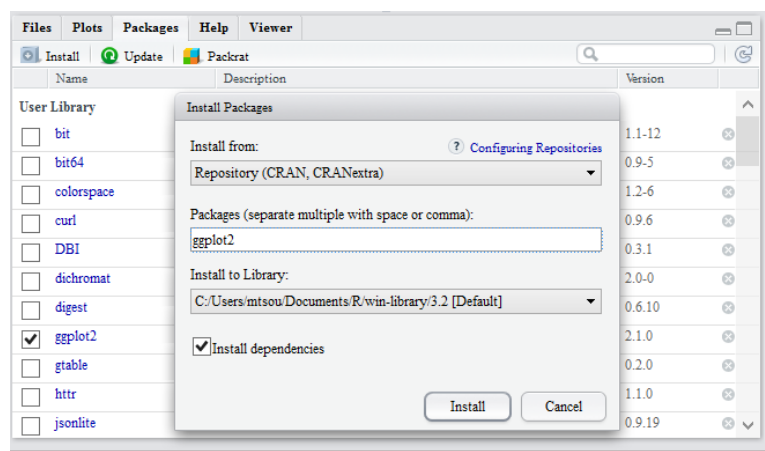 Files Plots Packages Help Viewer
Install Update Packrat
Name Description Version
User Library
bit 1.1-12
bit64 0.9-5
colorspace 1.2-6
curl 0.9.6
DBI 0.3.1
dichromat 2.0-0
digest 0.6.10
ggplot2 2.1.0
gtable 0.2.0
httr 1.1.0
jsonlite 0.9.19
Install Packages
Install from: ? Configuring Repositories
Repository (CRAN, CRANextra)
Packages (separate multiple with space or comma):
ggplot2
Install to Library:
C:/Users/mtsou/Documents/R/win-library/3.2 [Default]
Install dependencies
Install Cancel